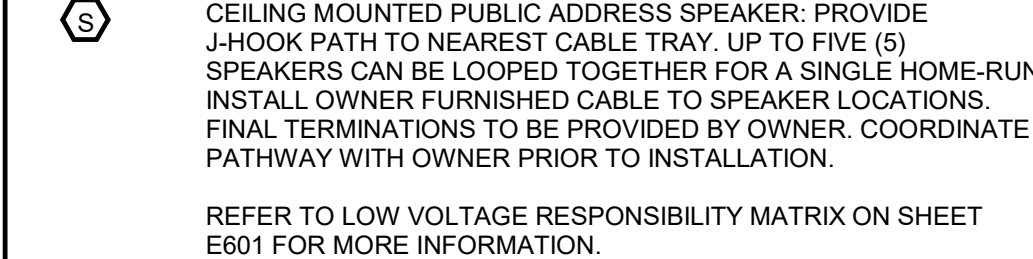 S
CEILING MOUNTED PUBLIC ADDRESS SPEAKER: PROVIDE
J-HOOK PATH TO NEAREST CABLE TRAY. UP TO FIVE (5)
SPEAKERS CAN BE LOOPED TOGETHER FOR A SINGLE HOME-RUN
INSTALL OWNER FURNISHED CABLE TO SPEAKER LOCATIONS.
FINAL TERMINATIONS TO BE PROVIDED BY OWNER. COORDINATE
PATHWAY WITH OWNER PRIOR TO INSTALLATION.
REFER TO LOW VOLTAGE RESPONSIBILITY MATRIX ON SHEET
E601 FOR MORE INFORMATION.